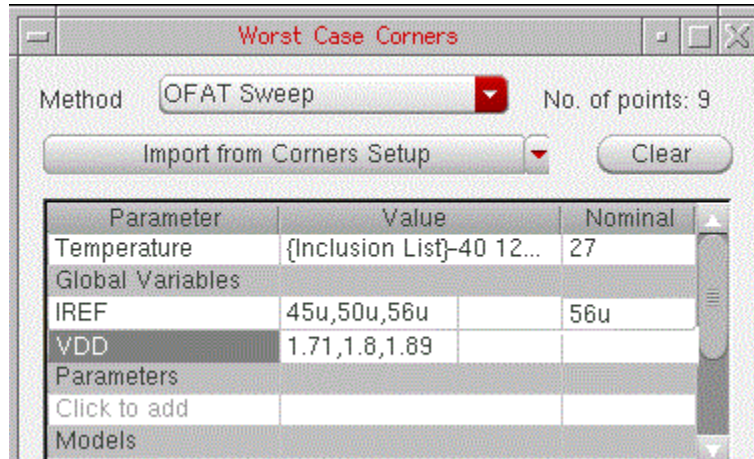 Worst Case Corners
Method OFAT Sweep No. of points: 9
Import from Corners Setup Clear
Parameter Value Nominal
Temperature {Inclusion List}-40 12... 27
Global Variables
IREF 45u,50u,56u 56u
VDD 1.71,1.8,1.89
Parameters
Click to add
Models